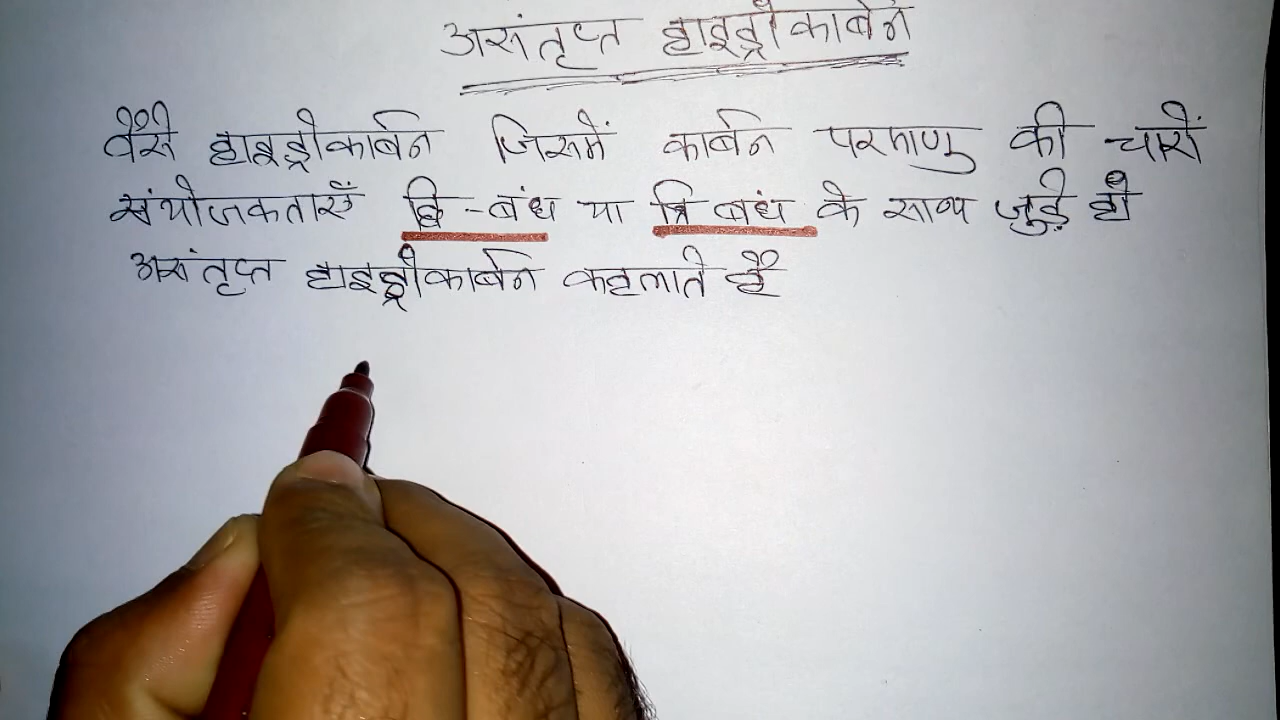 असंतृप्त हाइड्रोकार्बन
वैसे हाइड्रोकार्बन जिसमें कार्बन परमाणु की चारों
संयोजकताएँ द्वि-बंध या त्रि बंध के साथ जुड़े हो
असंतृप्त हाइड्रोकार्बन कहलाते है